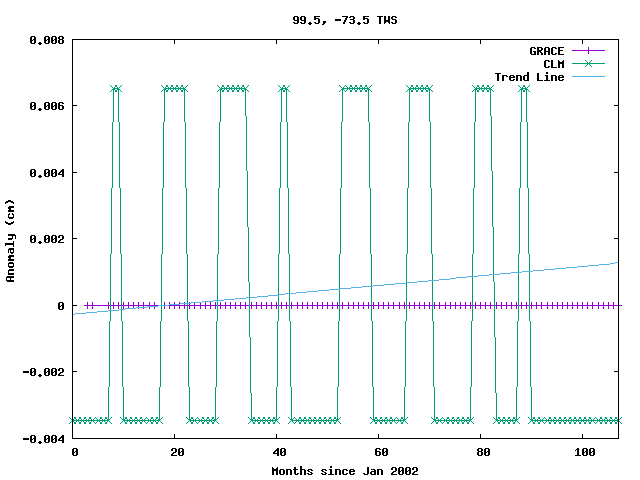 99.5, -73.5 TWS
0.008
GRACE
CLM
Trend Line
0.006
0.004
0.002
0
-0.002
-0.004
Anomaly (cm)
0 20 40 60 80 100
Months since Jan 2002